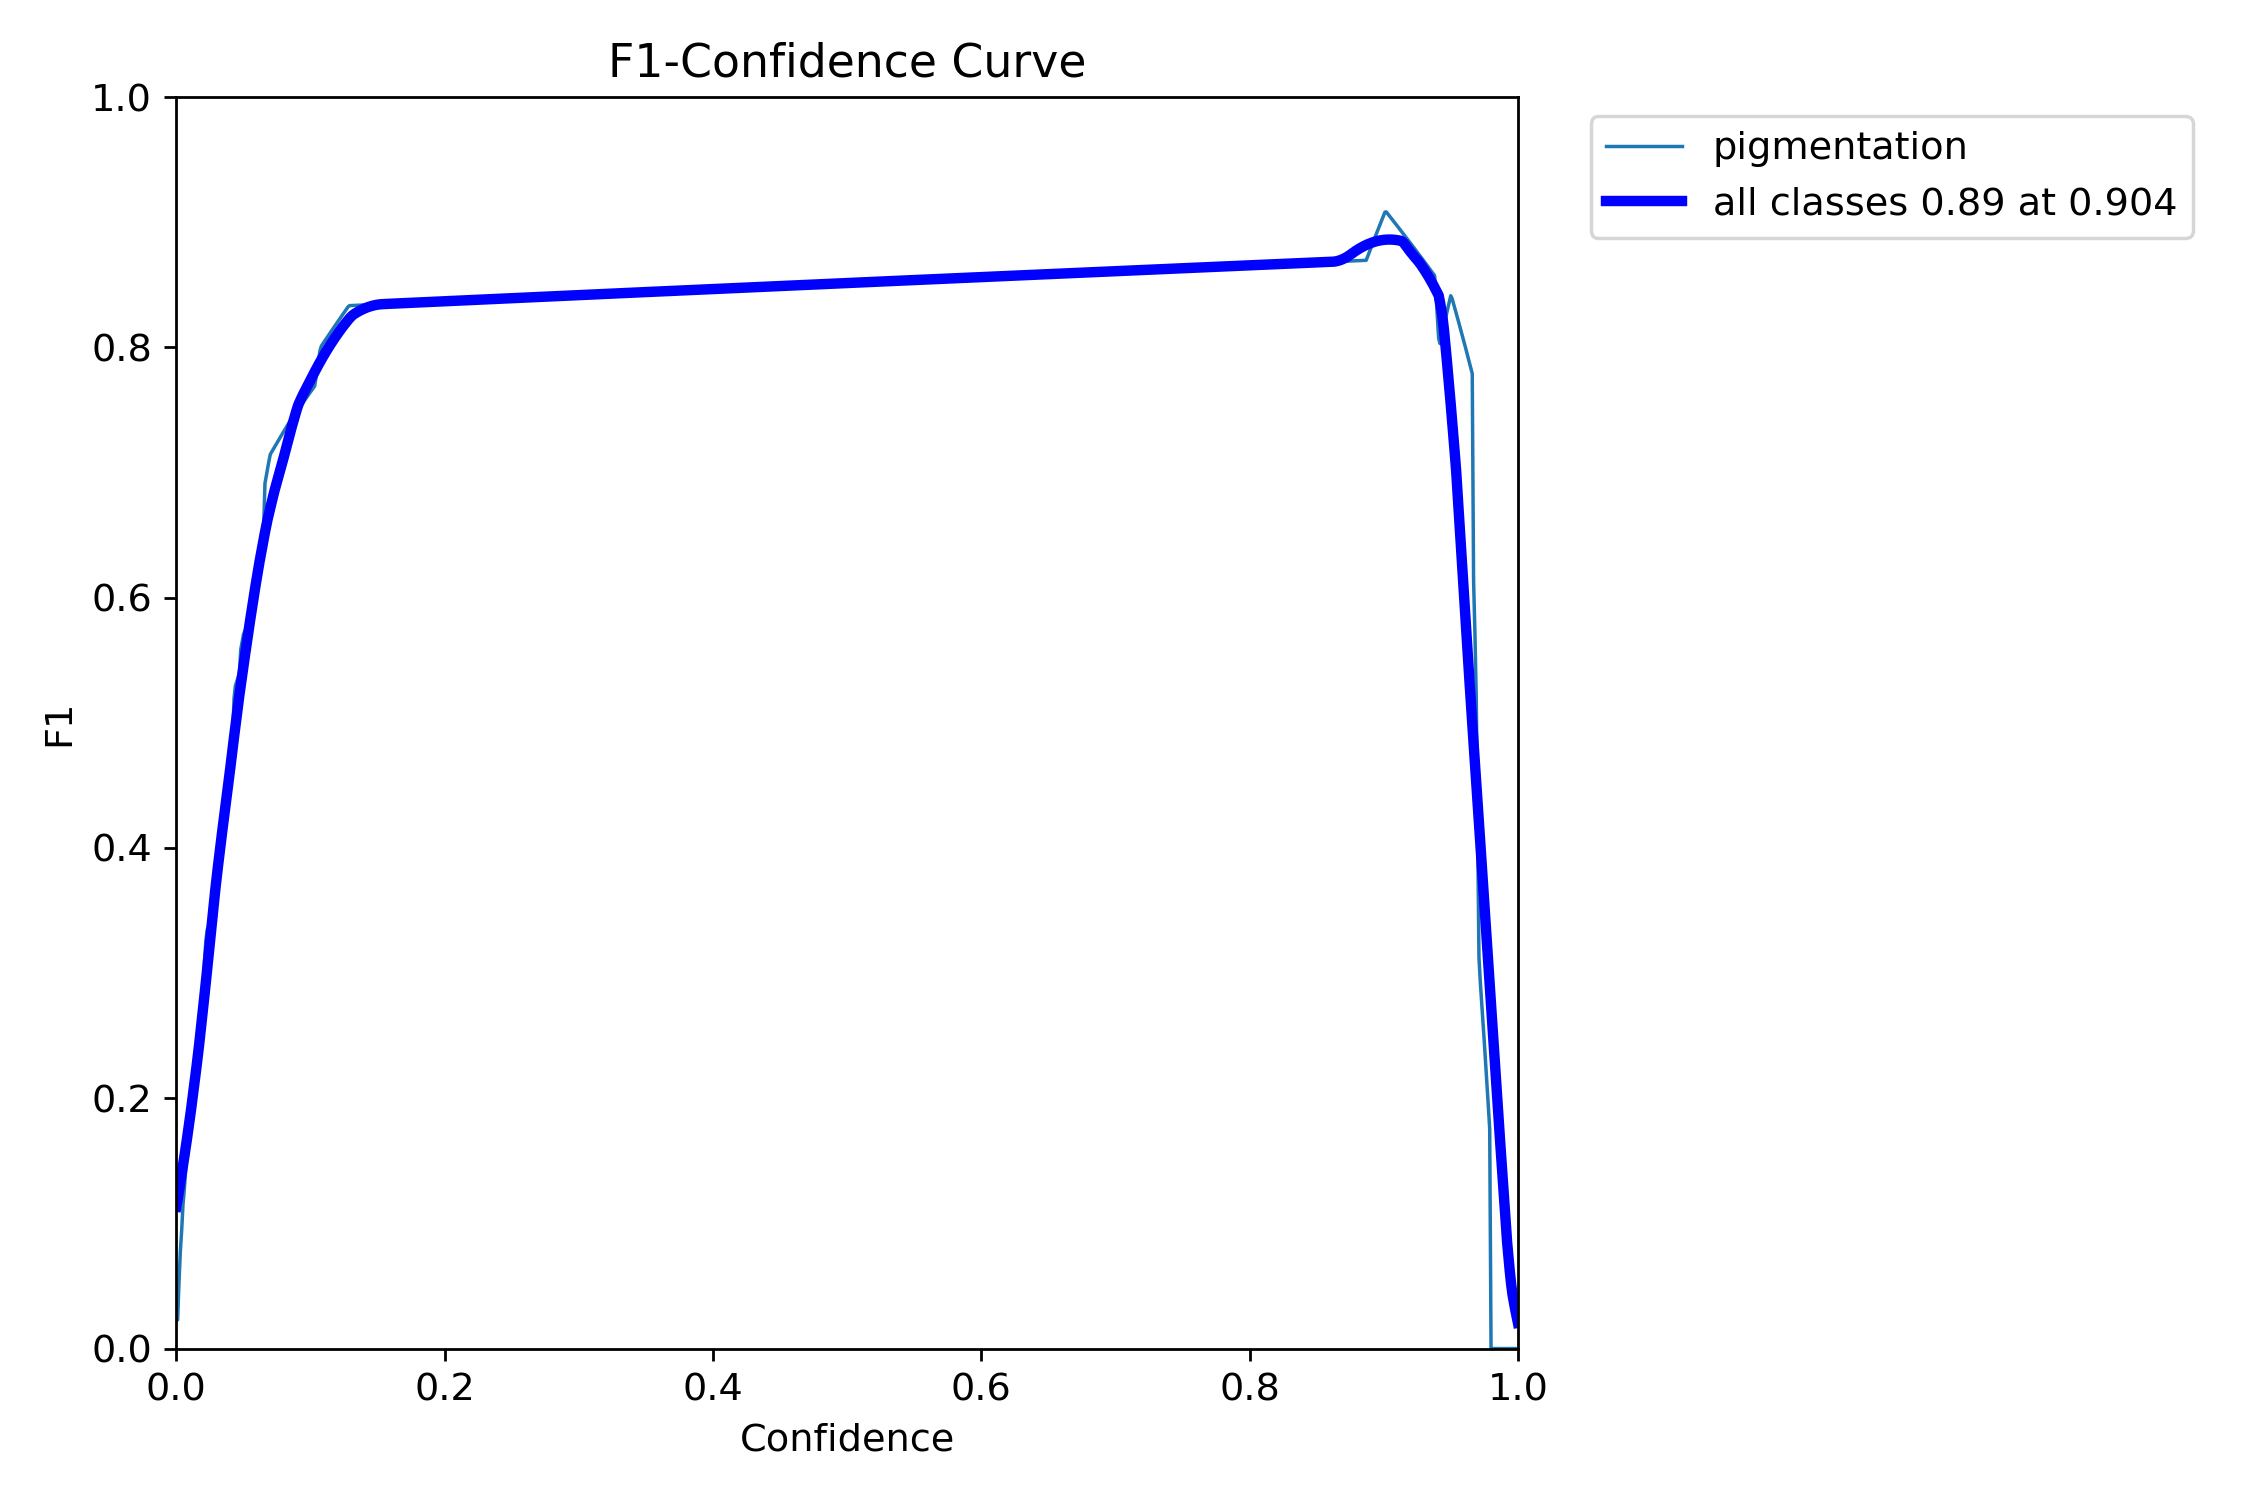 F1-Confidence Curve
1.0
0.8
0.6
0.4
0.2
0.0
F1
0.0 0.2 0.4 0.6 0.8 1.0
Confidence
pigmentation
all classes 0.89 at 0.904